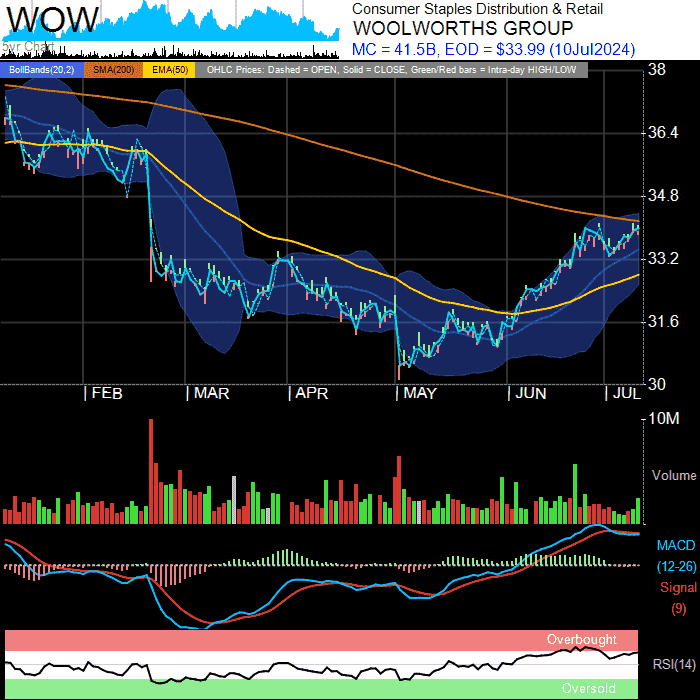 WOW
5yr Chart
Consumer Staples Distribution & Retail
WOOLWORTHS GROUP
MC = 41.5B, EOD = $33.99 (10Jul2024)
BollBands(20,2) SMA(200) EMA(50) OHLC Prices: Dashed = OPEN, Solid = CLOSE, Green/Red bars = Intra-day HIGH/LOW
38
36.4
34.8
33.2
31.6
30
FEB MAR APR MAY JUN JUL
10M
Volume
MACD
(12-26)
Signal
(9)
Overbought
RSI(14)
Oversold